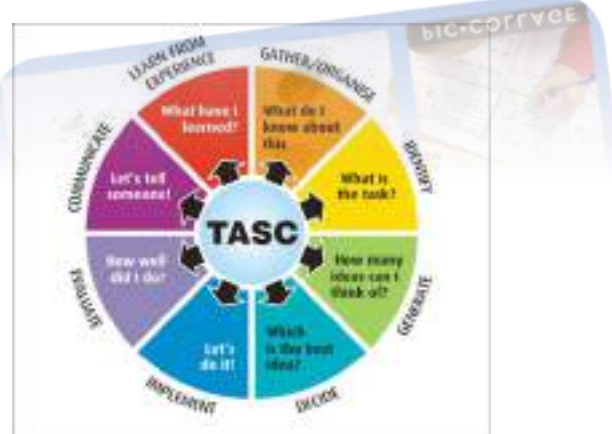 PIC-COLLAGE
GATHER/ORGANISE
What do I
know about
this
IDENTIFY
What is
the task?
GENERATE
How many
ideas can I
think of?
DECIDE
Which
is the best
idea?
IMPLEMENT
Let's
do it!
EVALUATE
How well
did I do?
COMMUNICATE
Let's tell
someone!
LEARN FROM
EXPERIENCE
What have I
learned?
TASC